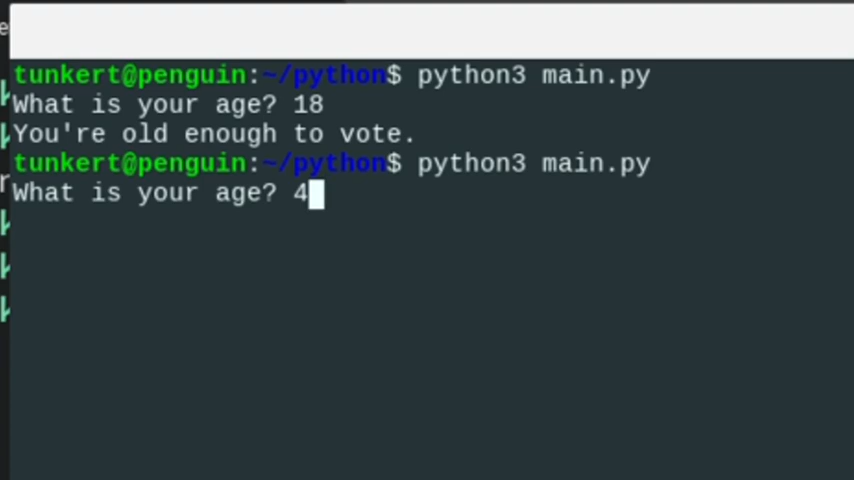 tunkert@penguin:~/python$ python3 main.py
What is your age? 18
You're old enough to vote.
tunkert@penguin:~/python$ python3 main.py
What is your age? 4